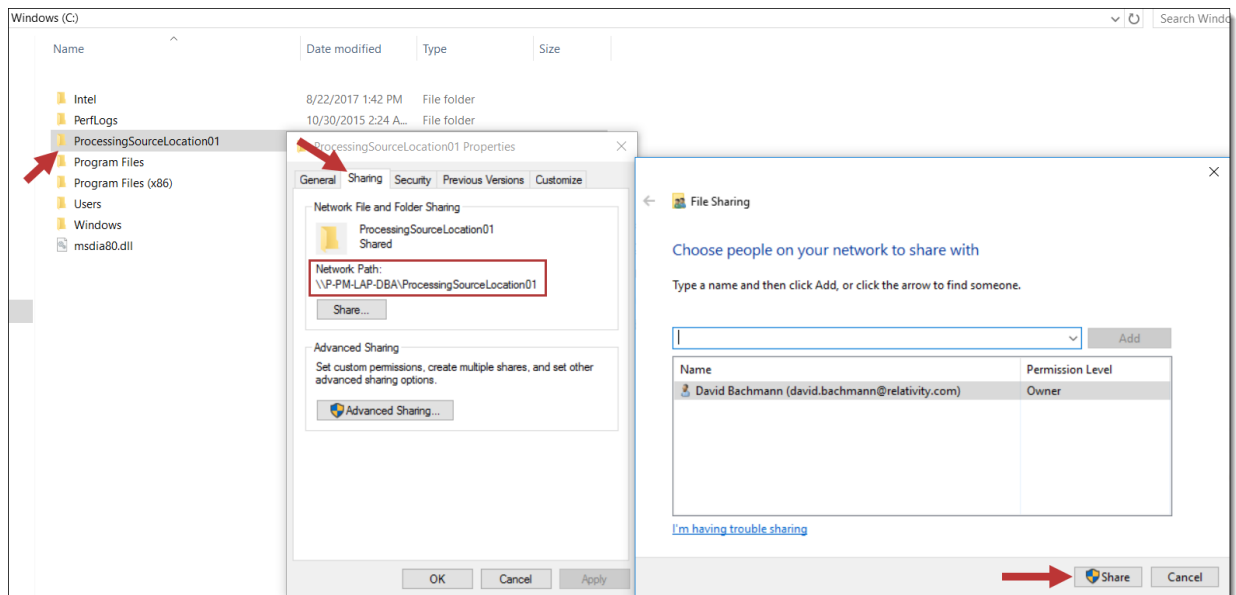 Windows (C:)
Search Windo
Name Date modified Type Size
Intel 8/22/2017 1:42 PM File folder
PerfLogs 10/30/2015 2:24 A... File folder
ProcessingSourceLocation01
Program Files
Program Files (x86)
Users
Windows
msdia80.dll
ProcessingSourceLocation01 Properties
General Sharing Security Previous Versions Customize
Network File and Folder Sharing
ProcessingSourceLocation01
Shared
Network Path:
\\P-PM-LAP-DBA\ProcessingSourceLocation01
Share...
Advanced Sharing
Set custom permissions, create multiple shares, and set other
advanced sharing options.
Advanced Sharing...
OK Cancel Apply
File Sharing
Choose people on your network to share with
Type a name and then click Add, or click the arrow to find someone.
Add
Name Permission Level
David Bachmann (david.bachmann@relativity.com) Owner
I'm having trouble sharing
Share Cancel